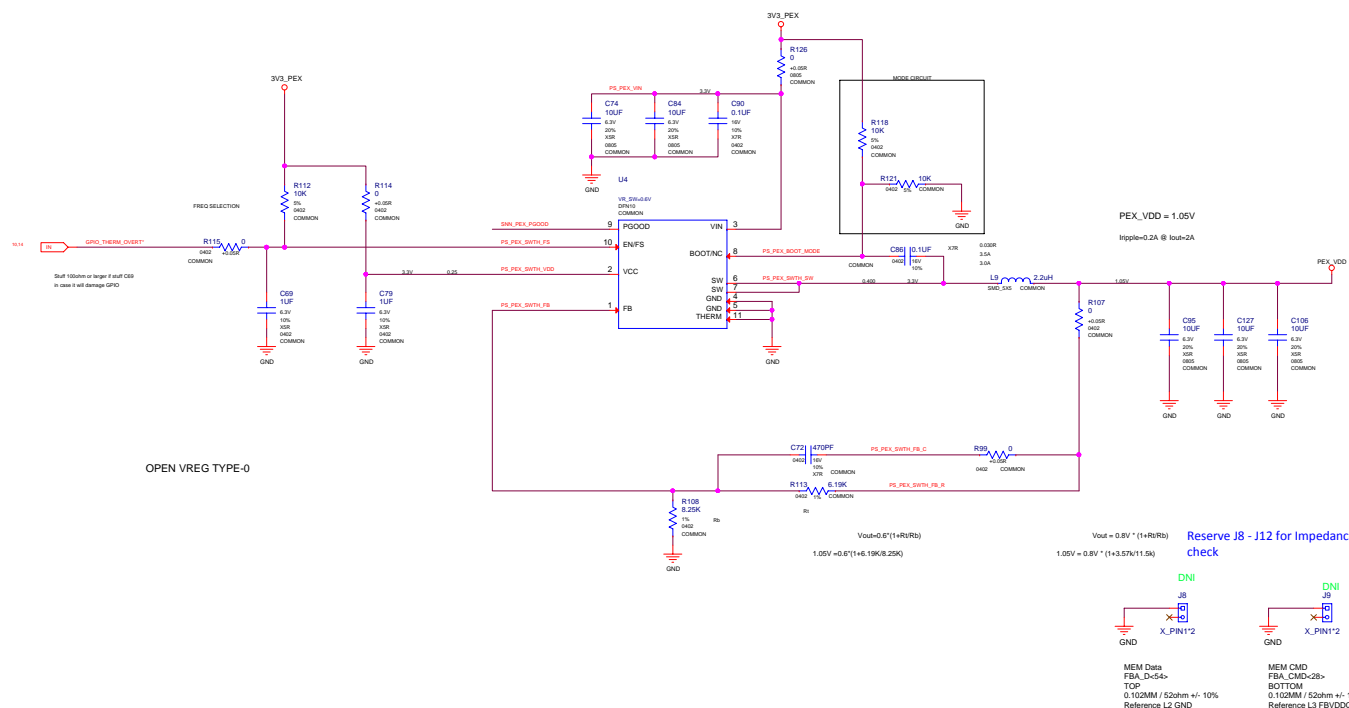 3V3_PEX
R126
0
+0.05R
0805
COMMON
MODE CIRCUIT
3V3_PEX
PS_PEX_VIN
3.3V
C74
10UF
6.3V
20%
X5R
0805
COMMON
C84
10UF
6.3V
20%
X5R
0805
COMMON
C90
0.1UF
16V
10%
X7R
0402
COMMON
GND
R118
10K
5%
0402
COMMON
R121
10K
0402
5%
COMMON
GND
R112
10K
5%
0402
COMMON
R114
0
+0.05R
0402
COMMON
FREQ SELECTION
IN
GPIO_THERM_OVERT*
R115
0
0402
+0.05R
COMMON
Stuff 100ohm or larger if stuff C69
in case it will damage GPIO
C69
1UF
6.3V
10%
X5R
0402
COMMON
GND
C79
1UF
6.3V
10%
X5R
0402
COMMON
GND
U4
VR_SW=0.6V
DFN10
COMMON
SNN_PEX_PGOOD
9
PGOOD
PS_PEX_SWTH_FS
10
EN/FS
3.3V
0.25
PS_PEX_SWTH_VDD
2
VCC
PS_PEX_SWTH_FB
1
FB
VIN
3
BOOT/NC
8
PS_PEX_BOOT_MODE
SW
6
PS_PEX_SWTH_SW
SW
7
GND
4
GND
5
THERM
11
GND
C86
0.1UF
X7R
COMMON
0402
16V
10%
0.400
3.3V
0.030R
3.5A
3.0A
L9
2.2uH
SMD_5X5
COMMON
1.05V
PEX_VDD = 1.05V
Iripple=0.2A @ Iout=2A
PEX_VDD
R107
0
+0.05R
0402
COMMON
C95
10UF
6.3V
20%
X5R
0805
COMMON
GND
C127
10UF
6.3V
20%
X5R
0805
COMMON
GND
C106
10UF
6.3V
20%
X5R
0805
COMMON
GND
OPEN VREG TYPE-0
C72
470PF
0402
16V
10%
X7R
COMMON
PS_PEX_SWTH_FB_C
R99
0
0402
+0.05R
COMMON
R113
6.19K
0402
1%
COMMON
PS_PEX_SWTH_FB_R
Rt
R108
8.25K
1%
0402
COMMON
Rb
GND
Vout=0.6*(1+Rt/Rb)
1.05V =0.6*(1+6.19K/8.25K)
Vout = 0.8V * (1+Rt/Rb)
1.05V = 0.8V * (1+3.57k/11.5k)
Reserve J8 - J12 for Impedanc
check
DNI
J8
X_PIN1*2
GND
DNI
J9
X_PIN1*2
GND
MEM Data
FBA_D<54>
TOP
0.102MM / 52ohm +/- 10%
Reference L2 GND
MEM CMD
FBA_CMD<28>
BOTTOM
0.102MM / 52ohm +/- 1
Reference L3 FBVDDQ